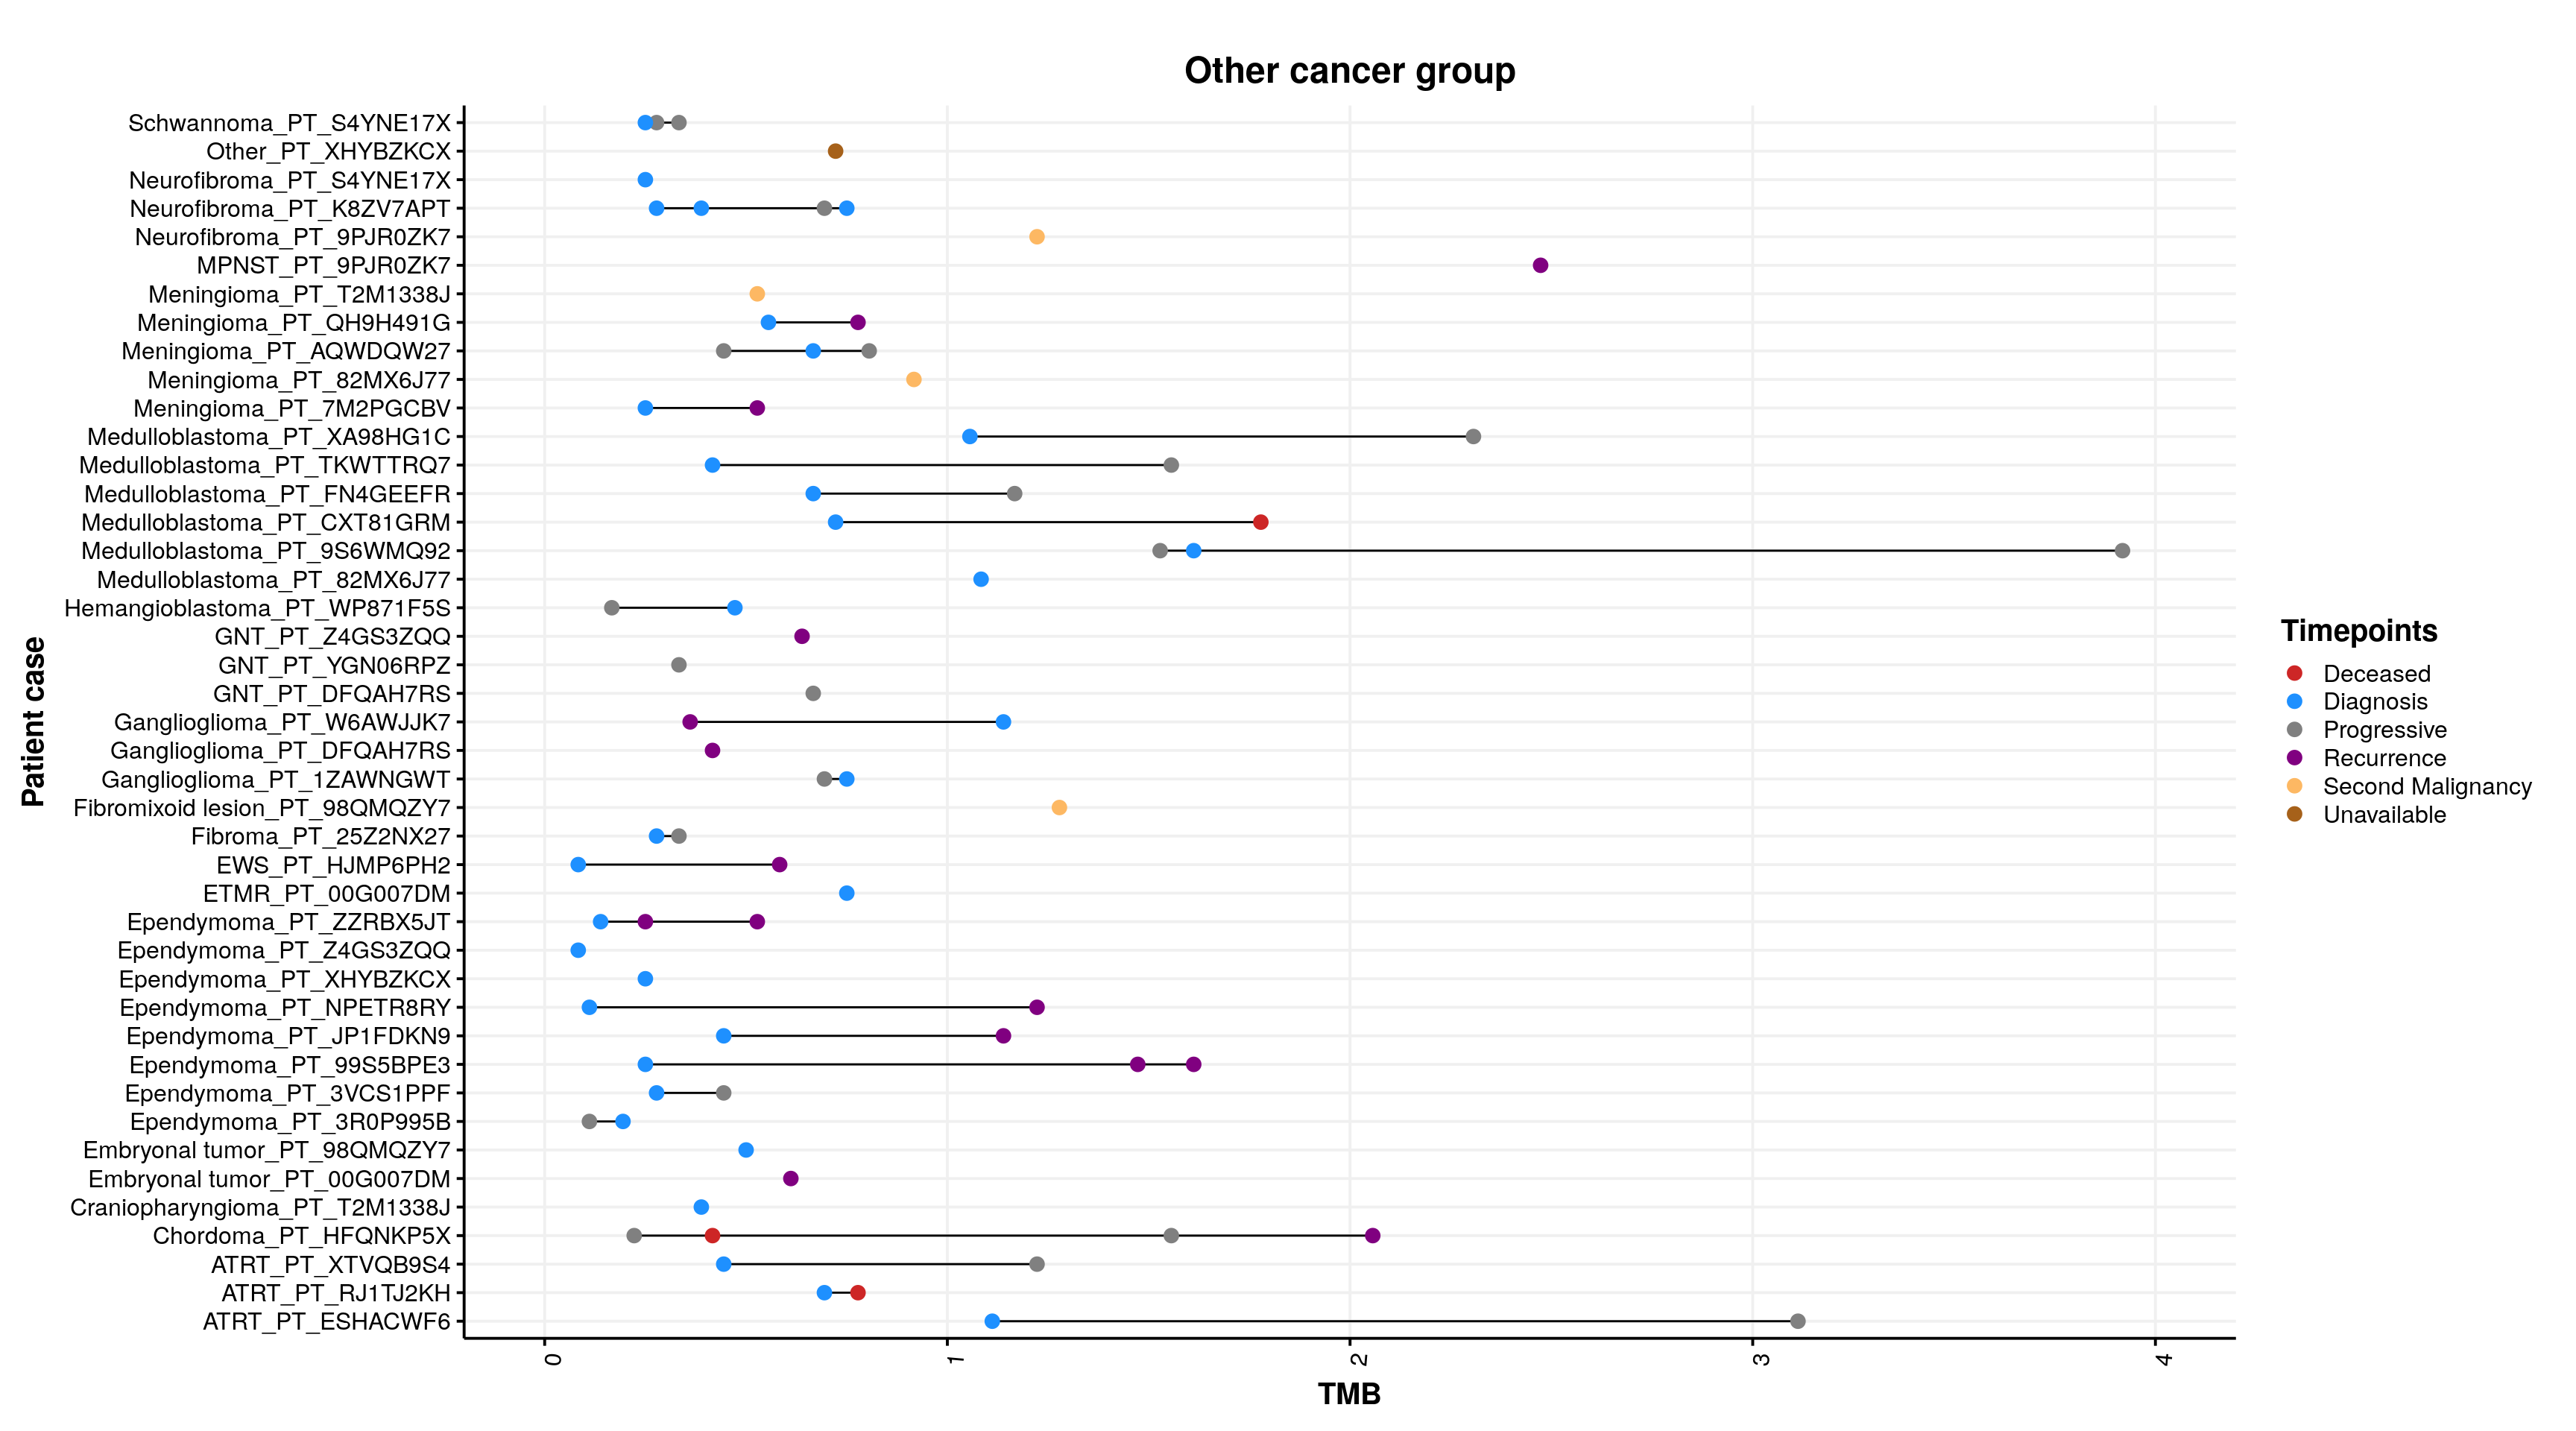 Other cancer group
Schwannoma_PT_S4YNE17X
Other_PT_XHYBZKCX
Neurofibroma_PT_S4YNE17X
Neurofibroma_PT_K8ZV7APT
Neurofibroma_PT_9PJR0ZK7
MPNST_PT_9PJR0ZK7
Meningioma_PT_T2M1338J
Meningioma_PT_QH9H491G
Meningioma_PT_AQWDQW27
Meningioma_PT_82MX6J77
Meningioma_PT_7M2PGCBV
Medulloblastoma_PT_XA98HG1C
Medulloblastoma_PT_TKWTTRQ7
Medulloblastoma_PT_FN4GEEFR
Medulloblastoma_PT_CXT81GRM
Medulloblastoma_PT_9S6WMQ92
Medulloblastoma_PT_82MX6J77
Hemangioblastoma_PT_WP871F5S
GNT_PT_Z4GS3ZQQ
GNT_PT_YGN06RPZ
GNT_PT_DFQAH7RS
Ganglioglioma_PT_W6AWJJK7
Ganglioglioma_PT_DFQAH7RS
Ganglioglioma_PT_1ZAWNGWT
Fibromixoid lesion_PT_98QMQZY7
Fibroma_PT_25Z2NX27
EWS_PT_HJMP6PH2
ETMR_PT_00G007DM
Ependymoma_PT_ZZRBX5JT
Ependymoma_PT_Z4GS3ZQQ
Ependymoma_PT_XHYBZKCX
Ependymoma_PT_NPETR8RY
Ependymoma_PT_JP1FDKN9
Ependymoma_PT_99S5BPE3
Ependymoma_PT_3VCS1PPF
Ependymoma_PT_3R0P995B
Embryonal tumor_PT_98QMQZY7
Embryonal tumor_PT_00G007DM
Craniopharyngioma_PT_T2M1338J
Chordoma_PT_HFQNKP5X
ATRT_PT_XTVQB9S4
ATRT_PT_RJ1TJ2KH
ATRT_PT_ESHACWF6
Patient case
0
1
2
3
4
TMB
Timepoints
Deceased
Diagnosis
Progressive
Recurrence
Second Malignancy
Unavailable